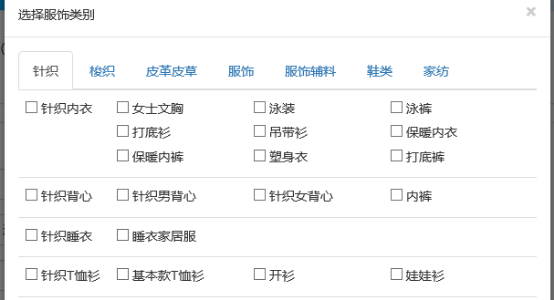 选择服饰类别 ×
针织 梭织 皮革皮草 服饰 服饰辅料 鞋类 家纺
针织内衣 女士文胸 泳装 泳裤
打底衫 吊带衫 保暖内衣
保暖内裤 塑身衣 打底裤
针织背心 针织男背心 针织女背心 内裤
针织睡衣 睡衣家居服
针织T恤衫 基本款T恤衫 开衫 娃娃衫